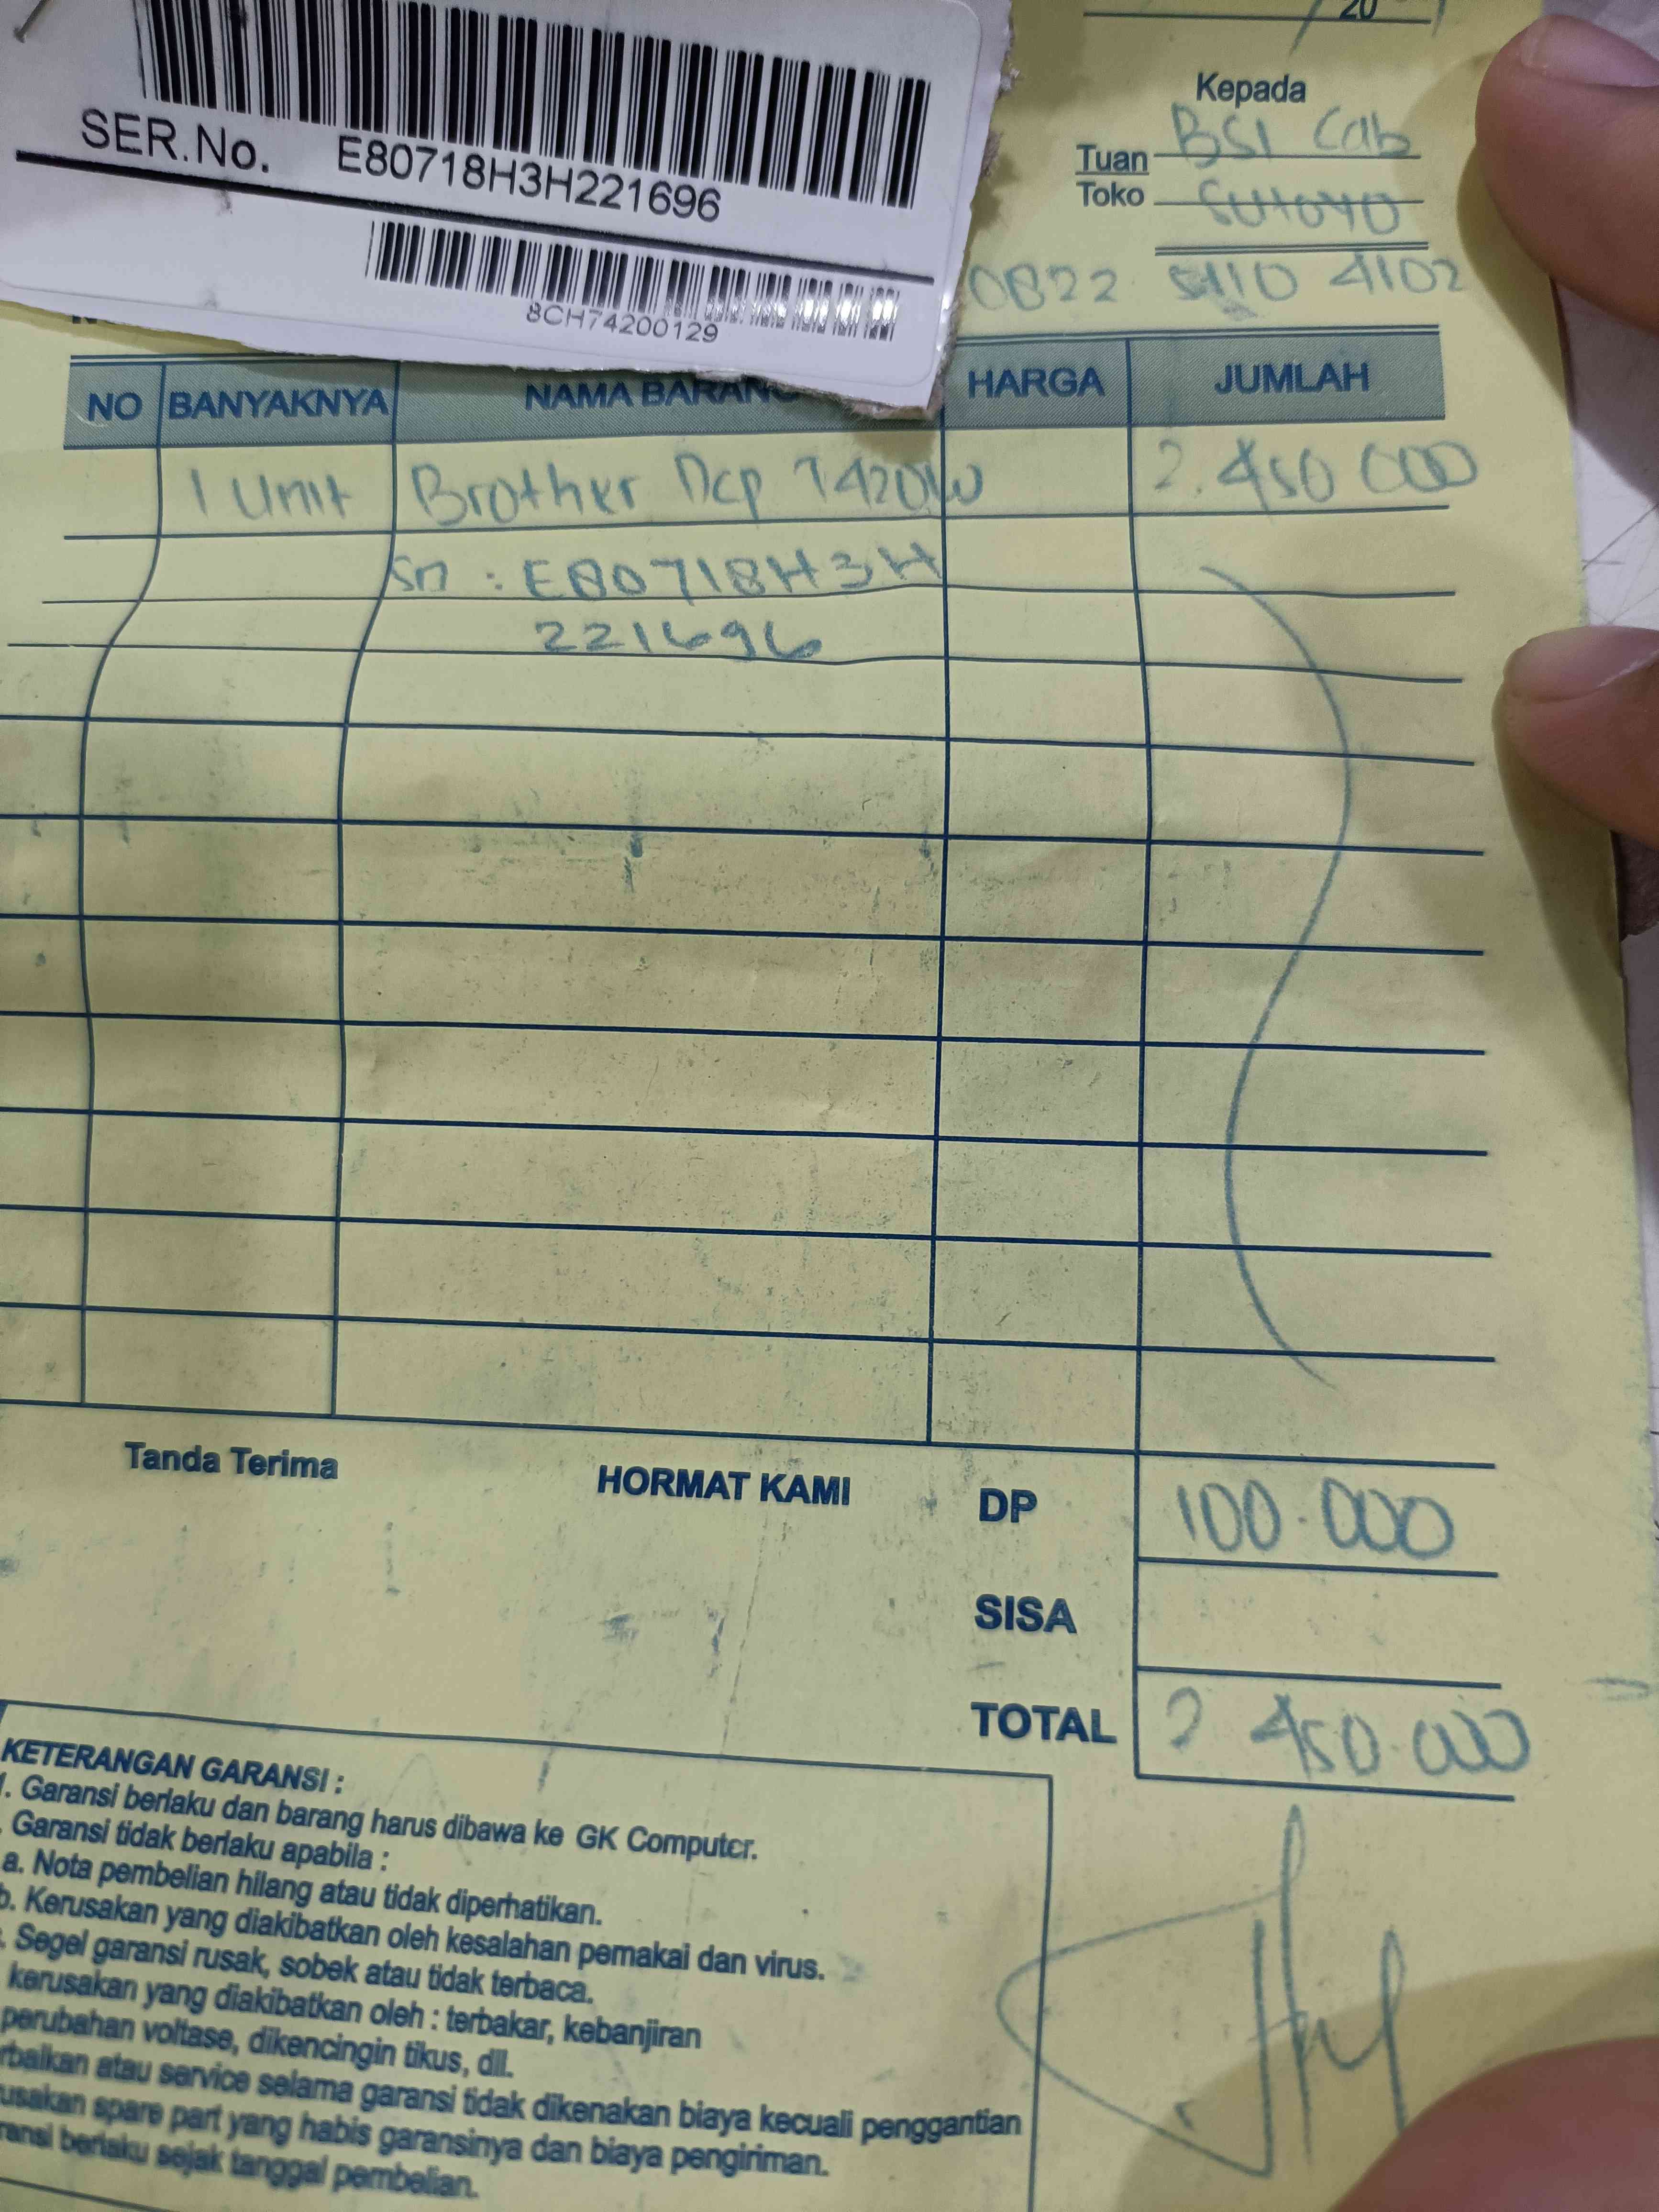 20
SER.No. E80718H3H221696
8CH74200129
Kepada
Tuan BSI Cab
Toko Sutoyo
0822 5110 4102
NO BANYAKNYA NAMA BARANG HARGA JUMLAH
1 Unit Brother Dcp T420W 2.450 000
Sn : E80718H3H
221696
Tanda Terima HORMAT KAMI DP 100.000
SISA
TOTAL 2 450.000
KETERANGAN GARANSI :
1. Garansi berlaku dan barang harus dibawa ke GK Computer.
. Garansi tidak berlaku apabila :
a. Nota pembelian hilang atau tidak diperhatikan.
b. Kerusakan yang diakibatkan oleh kesalahan pemakai dan virus.
. Segel garansi rusak, sobek atau tidak terbaca.
kerusakan yang diakibatkan oleh : terbakar, kebanjiran
perubahan voltase, dikencingin tikus, dll.
rbaikan atau service selama garansi tidak dikenakan biaya kecuali penggantian
usakan spare part yang habis garansinya dan biaya pengiriman.
ransi berlaku sejak tanggal pembelian.